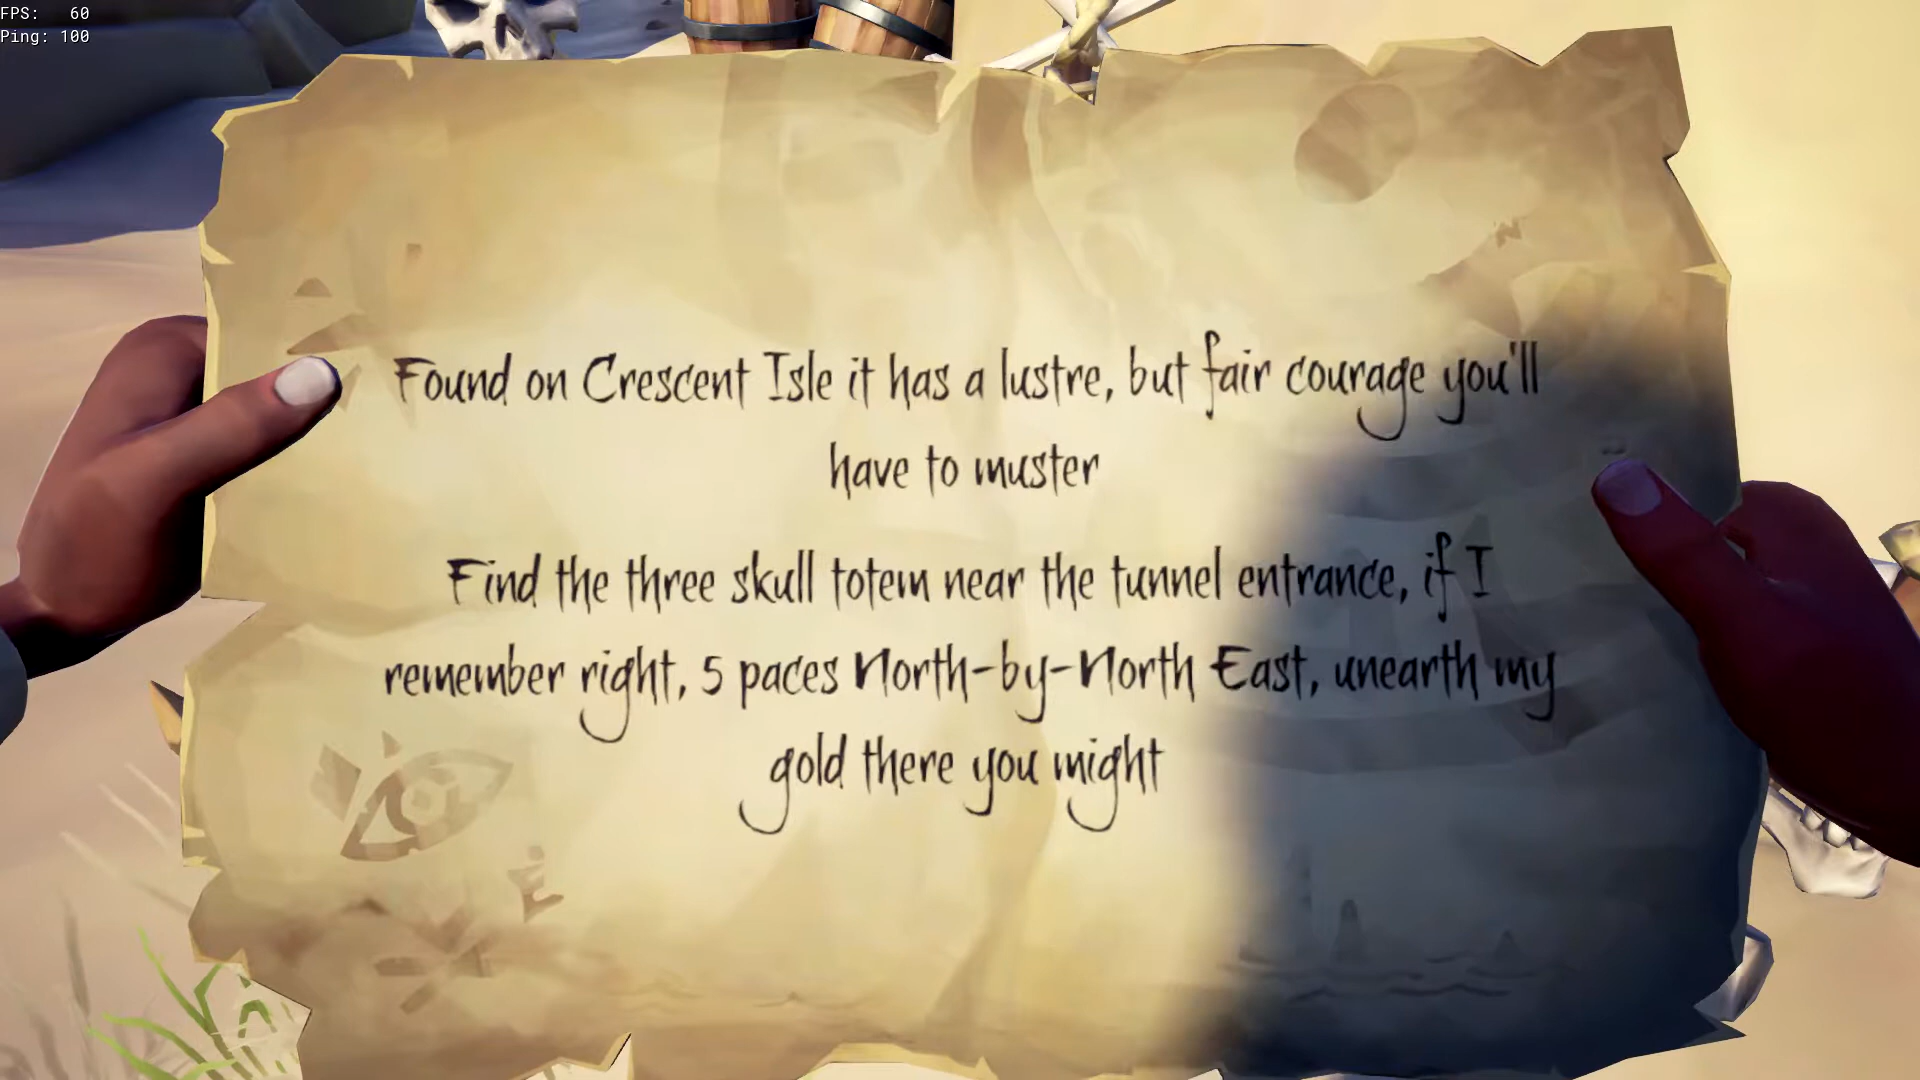 FPS: 60
Ping: 100
Found on Crescent Isle it has a lustre, but fair courage you'll
have to muster
Find the three skull totem near the tunnel entrance, if I
remember right, 5 paces North-by-North East, unearth my
gold there you might